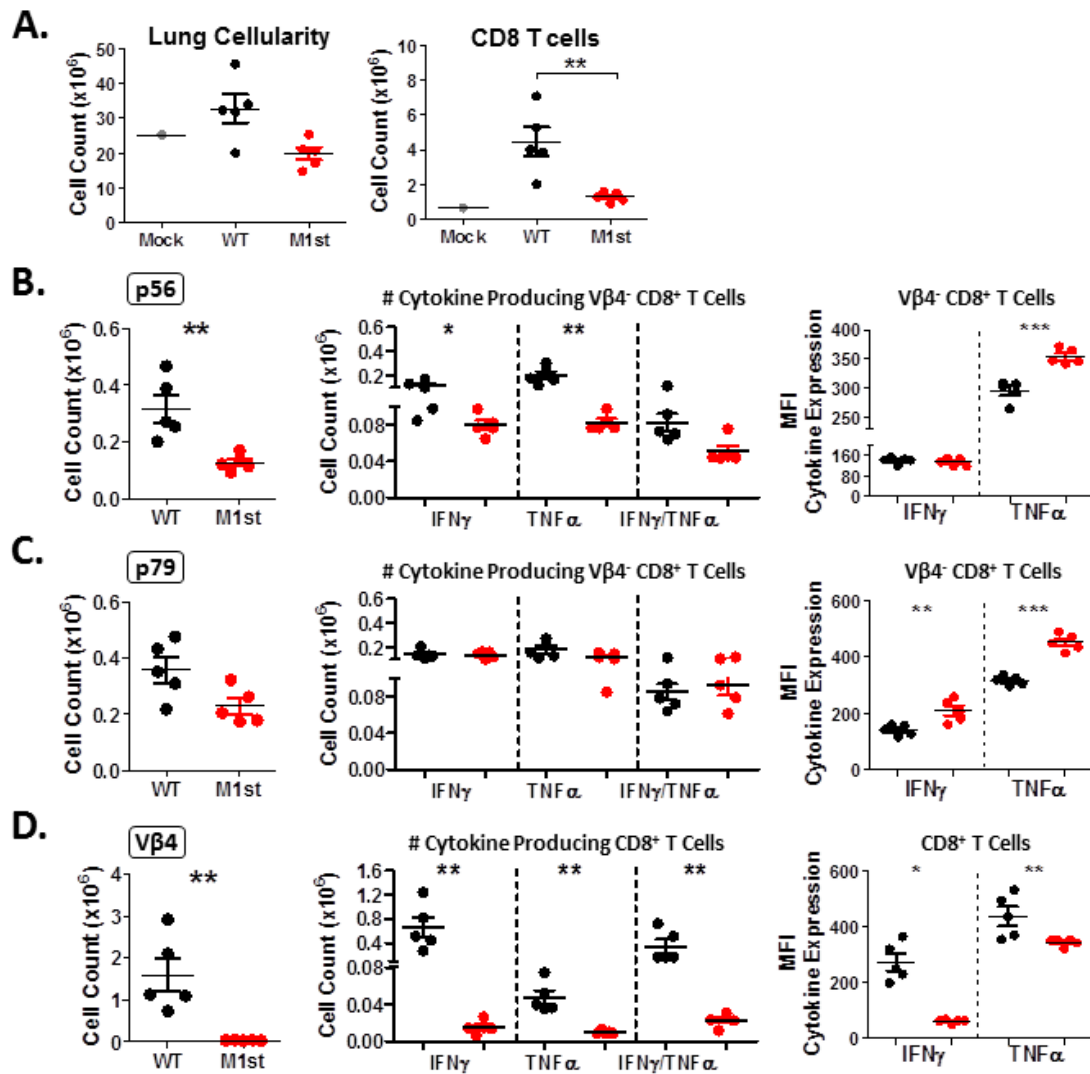 A.
Lung Cellularity
Cell Count (x10⁶)
50
40
30
20
10
0
Mock WT M1st
CD8 T cells
Cell Count (x10⁶)
10
8
6
4
2
0
**
Mock WT M1st
B.
p56
Cell Count (x10⁶)
0.6
0.4
0.2
0.0
**
WT M1st
# Cytokine Producing Vβ4⁻ CD8⁺ T Cells
Cell Count (x10⁶)
0.6
0.4
0.2
0.08
0.04
0.00
* **
IFNγ TNFα IFNγ/TNFα
Vβ4⁻ CD8⁺ T Cells
MFI
Cytokine Expression
400
350
300
250
160
80
0
***
IFNγ TNFα
C.
p79
Cell Count (x10⁶)
0.6
0.4
0.2
0.0
WT M1st
# Cytokine Producing Vβ4⁻ CD8⁺ T Cells
Cell Count (x10⁶)
0.6
0.4
0.2
0.08
0.04
0.00
IFNγ TNFα IFNγ/TNFα
Vβ4⁻ CD8⁺ T Cells
MFI
Cytokine Expression
600
400
200
0
** ***
IFNγ TNFα
D.
Vβ4
Cell Count (x10⁶)
4
3
2
1
0
**
WT M1st
# Cytokine Producing CD8⁺ T Cells
Cell Count (x10⁶)
1.6
1.2
0.8
0.4
0.08
0.04
0.00
** ** **
IFNγ TNFα IFNγ/TNFα
CD8⁺ T Cells
MFI
Cytokine Expression
600
400
200
0
* **
IFNγ TNFα